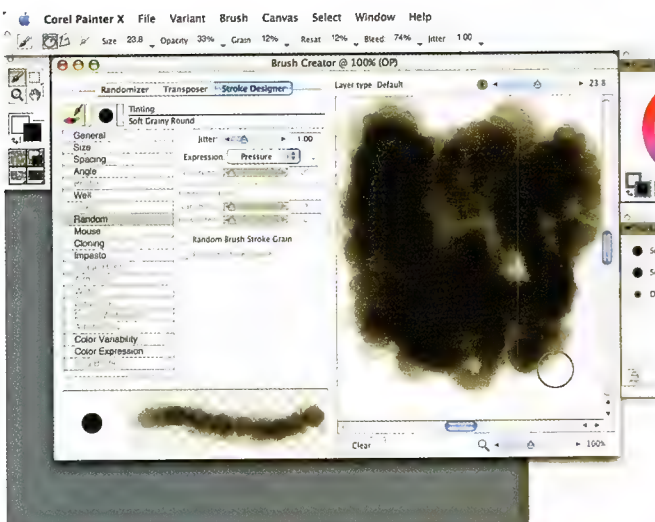 Corel Painter X File Variant Brush Canvas Select Window Help
Size 23.8 Opacity 33% Grain 12% Resat 12% Bleed 74% Jitter 1.00
Brush Creator @ 100% (OP)
Randomizer Transposer Stroke Designer
Layer type Default
23.8
Tinting
Soft Grainy Round
General
Size
Spacing
Angle
Well
Random
Mouse
Cloning
Impasto
Color Variability
Color Expression
Jitter 1.00
Expression Pressure
Random Brush Stroke Grain
Clear
100%